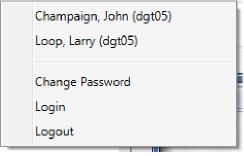 Champaign, John (dgt05)
Loop, Larry (dgt05)
Change Password
Login
Logout